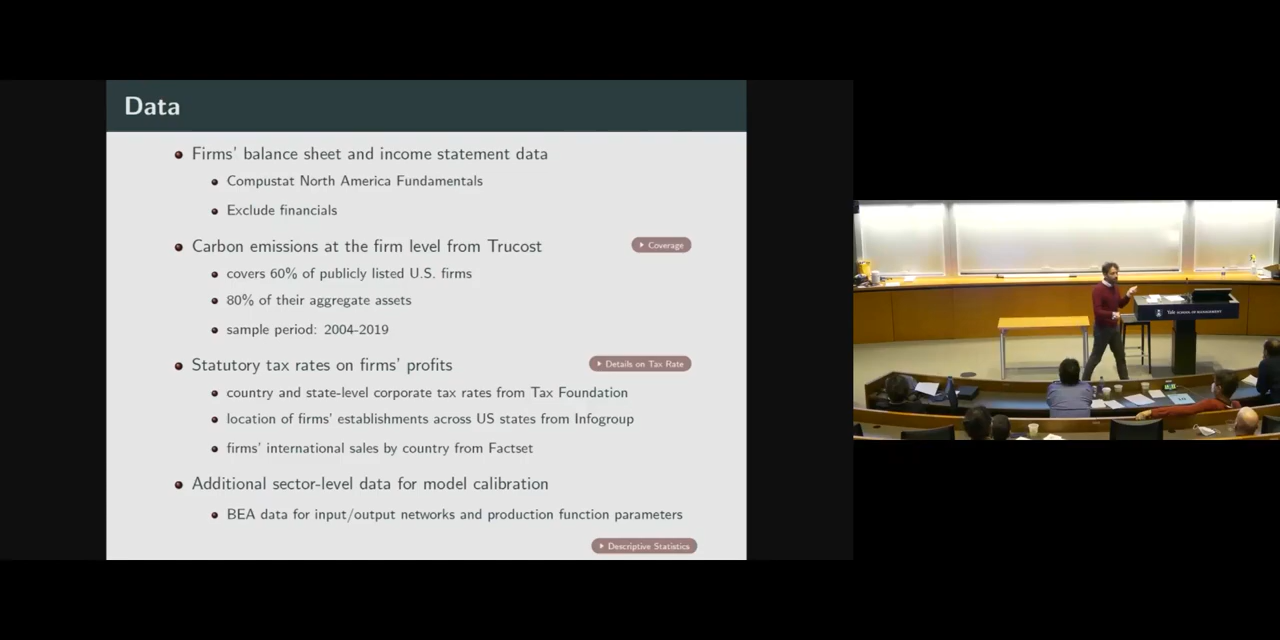 Data
Firms' balance sheet and income statement data
Compustat North America Fundamentals
Exclude financials
Carbon emissions at the firm level from Trucost
Coverage
covers 60% of publicly listed U.S. firms
80% of their aggregate assets
sample period: 2004-2019
Statutory tax rates on firms' profits
Details on Tax Rate
country and state-level corporate tax rates from Tax Foundation
location of firms' establishments across US states from Infogroup
firms' international sales by country from Factset
Additional sector-level data for model calibration
BEA data for input/output networks and production function parameters
Descriptive Statistics
Yale SCHOOL OF MANAGEMENT